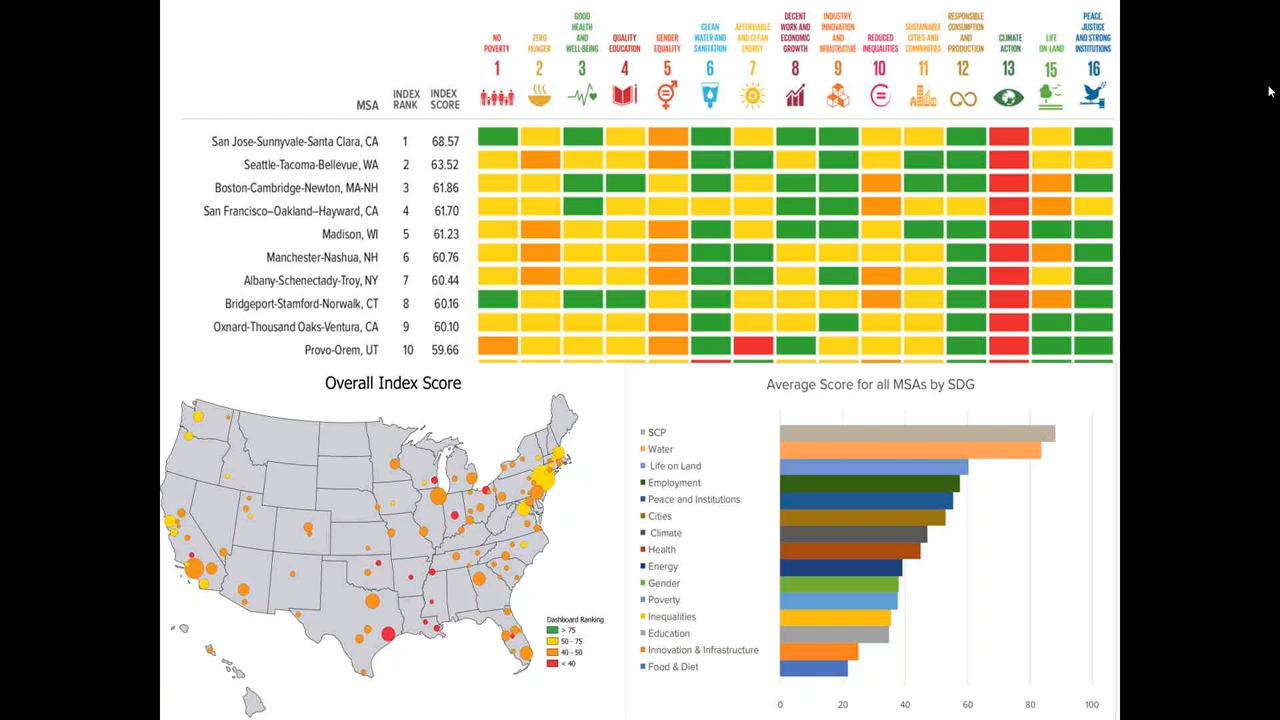 NO POVERTY
ZERO HUNGER
GOOD HEALTH AND WELL-BEING
QUALITY EDUCATION
GENDER EQUALITY
CLEAN WATER AND SANITATION
AFFORDABLE AND CLEAN ENERGY
DECENT WORK AND ECONOMIC GROWTH
INDUSTRY, INNOVATION AND INFRASTRUCTURE
REDUCED INEQUALITIES
SUSTAINABLE CITIES AND COMMUNITIES
RESPONSIBLE CONSUMPTION AND PRODUCTION
CLIMATE ACTION
LIFE ON LAND
PEACE, JUSTICE AND STRONG INSTITUTIONS
1 2 3 4 5 6 7 8 9 10 11 12 13 15 16
MSA INDEX RANK INDEX SCORE
San Jose-Sunnyvale-Santa Clara, CA 1 68.57
Seattle-Tacoma-Bellevue, WA 2 63.52
Boston-Cambridge-Newton, MA-NH 3 61.86
San Francisco–Oakland–Hayward, CA 4 61.70
Madison, WI 5 61.23
Manchester-Nashua, NH 6 60.76
Albany-Schenectady-Troy, NY 7 60.44
Bridgeport-Stamford-Norwalk, CT 8 60.16
Oxnard-Thousand Oaks-Ventura, CA 9 60.10
Provo-Orem, UT 10 59.66
Overall Index Score
Dashboard Ranking
> 75
50 - 75
40 - 50
< 40
Average Score for all MSAs by SDG
SCP
Water
Life on Land
Employment
Peace and Institutions
Cities
Climate
Health
Energy
Gender
Poverty
Inequalities
Education
Innovation & Infrastructure
Food & Diet
0 20 40 60 80 100